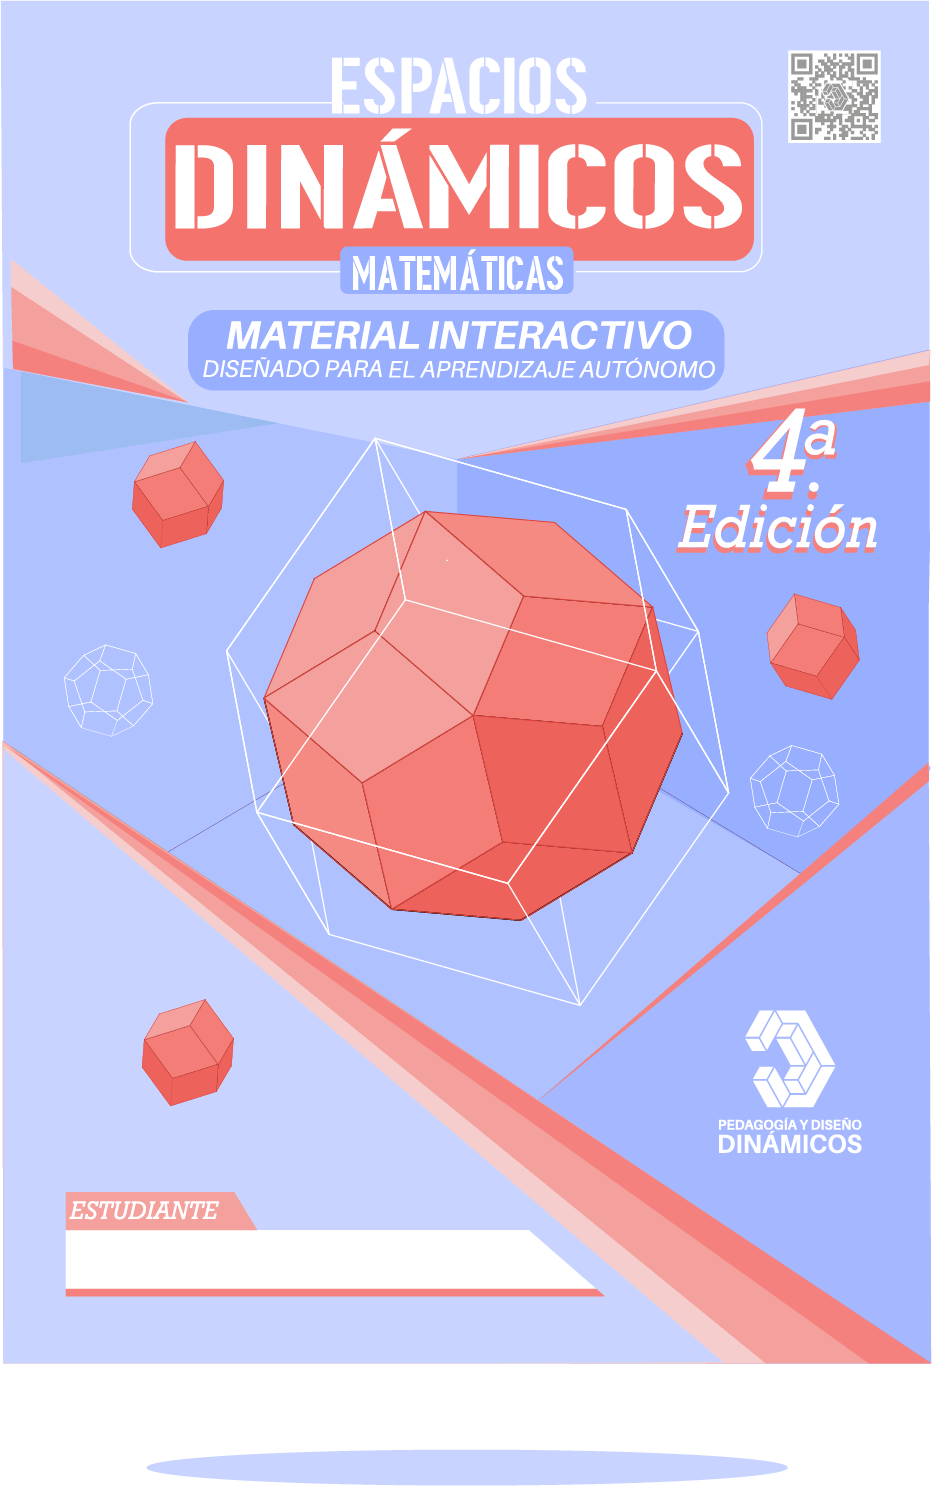 ESPACIOS
DINÁMICOS
MATEMÁTICAS
MATERIAL INTERACTIVO
DISEÑADO PARA EL APRENDIZAJE AUTÓNOMO
4ª.
Edición
PEDAGOGÍA Y DISEÑO
DINÁMICOS
ESTUDIANTE